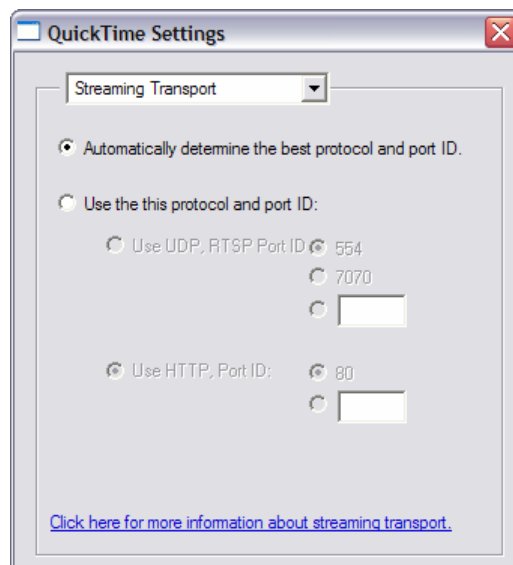 QuickTime Settings
Streaming Transport
Automatically determine the best protocol and port ID.
Use the this protocol and port ID:
Use UDP, RTSP Port ID 554
7070
Use HTTP, Port ID: 80
Click here for more information about streaming transport.